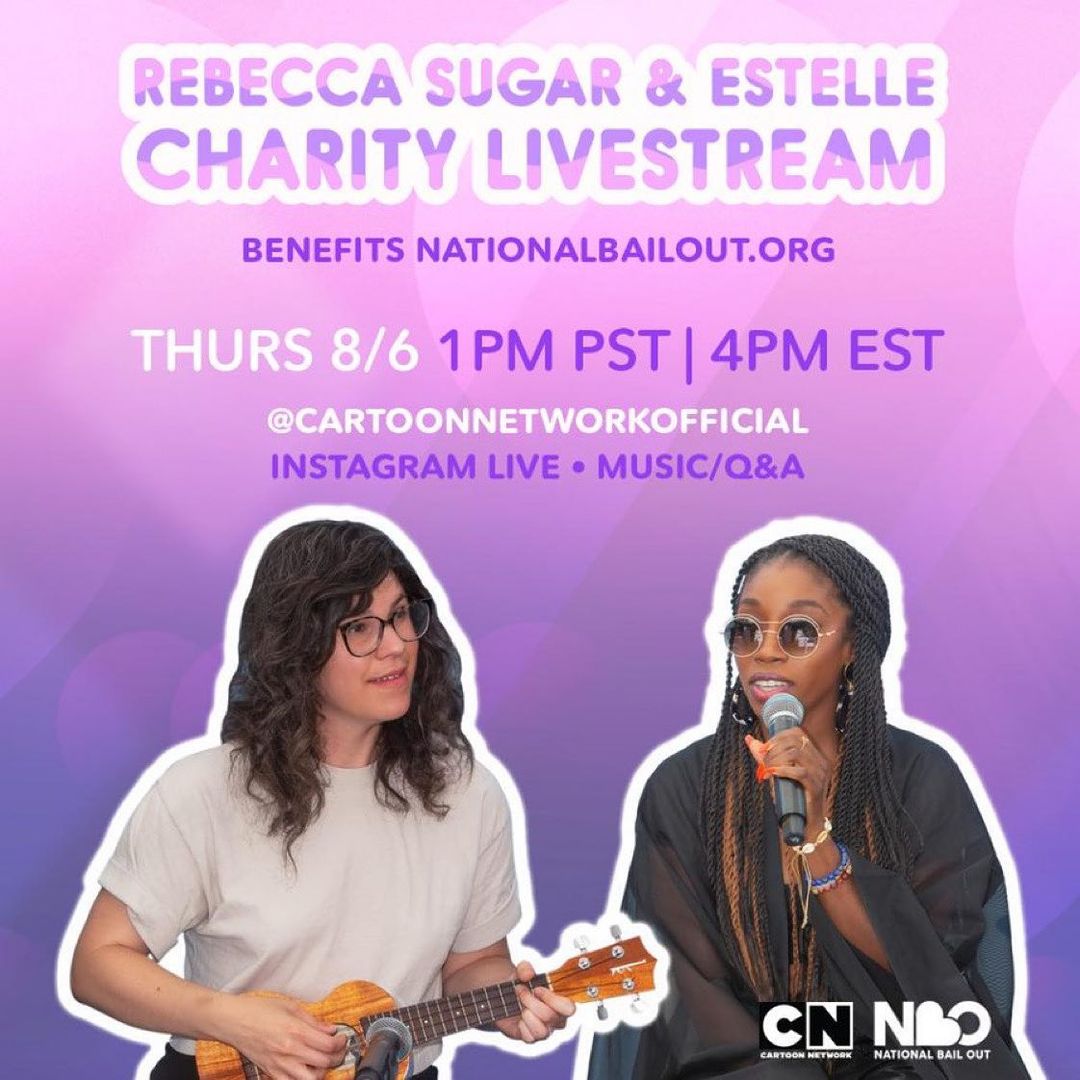 REBECCA SUGAR & ESTELLE
CHARITY LIVESTREAM
BENEFITS NATIONALBAILOUT.ORG
THURS 8/6 1PM PST | 4PM EST
@CARTOONNETWORKOFFICIAL
INSTAGRAM LIVE • MUSIC/Q&A
CN
CARTOON NETWORK
NBO
NATIONAL BAIL OUT